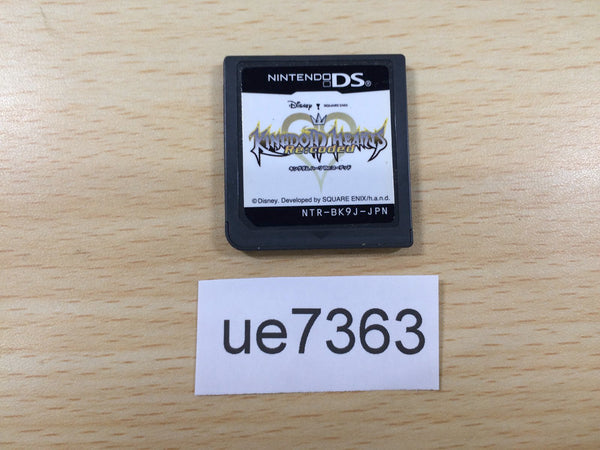 NINTENDO DS®
Disney SQUARE ENIX
KINGDOM HEARTS
Re:coded
キングダム ハーツ Re:コーデッド
©Disney. Developed by SQUARE ENIX/h.a.n.d.
NTR-BK9J-JPN
ue7363